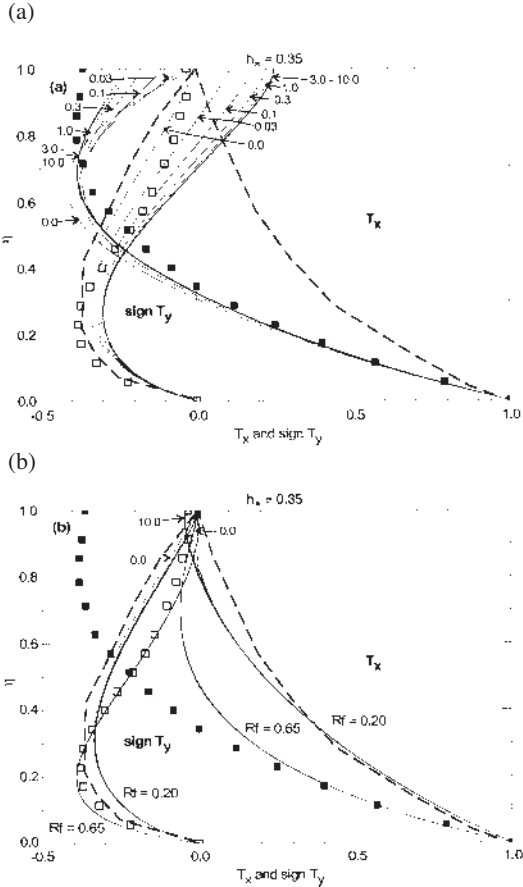 (a)
h* = 0.35
1.0
(a)
0.03
0.1
0.3
1.0
3.0 -
10.0
0.0
3.0 - 10.0
1.0
0.3
0.1
0.03
0.0
0.8
0.6
η
0.4
0.2
0.0
Tx
sign Ty
-0.5
0.0
0.5
1.0
Tx and sign Ty
(b)
h* = 0.35
1.0
(b)
10.0
0.0
0.0
0.8
0.6
η
0.4
0.2
0.0
Tx
Rf = 0.20
Rf = 0.65
sign Ty
Rf = 0.20
Rf = 0.65
-0.5
0.0
0.5
1.0
Tx and sign Ty